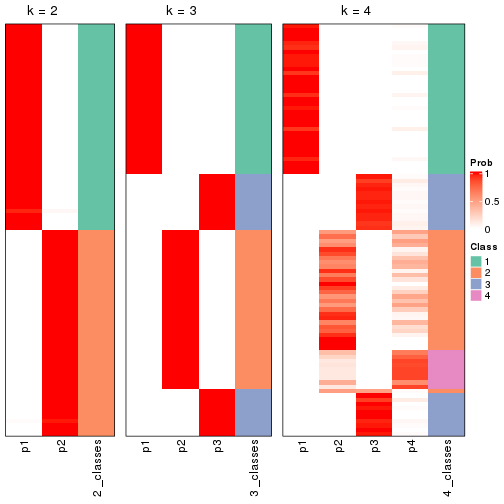 k = 2
k = 3
k = 4
p1
p2
2_classes
p1
p2
p3
3_classes
p1
p2
p3
p4
4_classes
Prob
1
0.5
0
Class
1
2
3
4